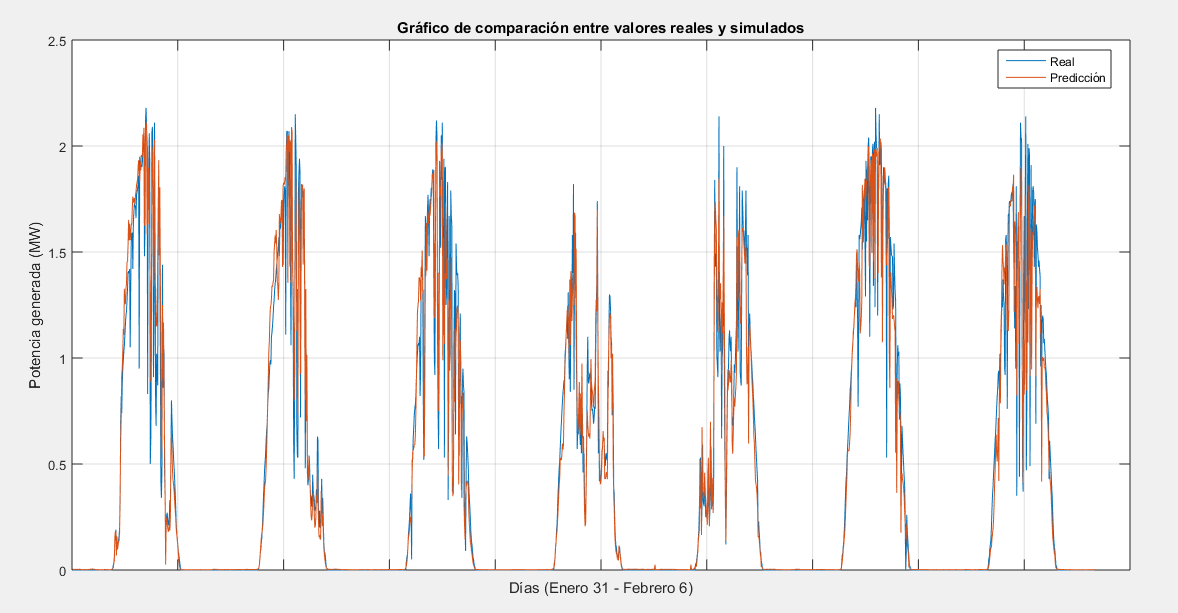 Gráfico de comparación entre valores reales y simulados
Real
Predicción
2.5
2
1.5
1
0.5
0
Potencia generada (MW)
Días (Enero 31 - Febrero 6)